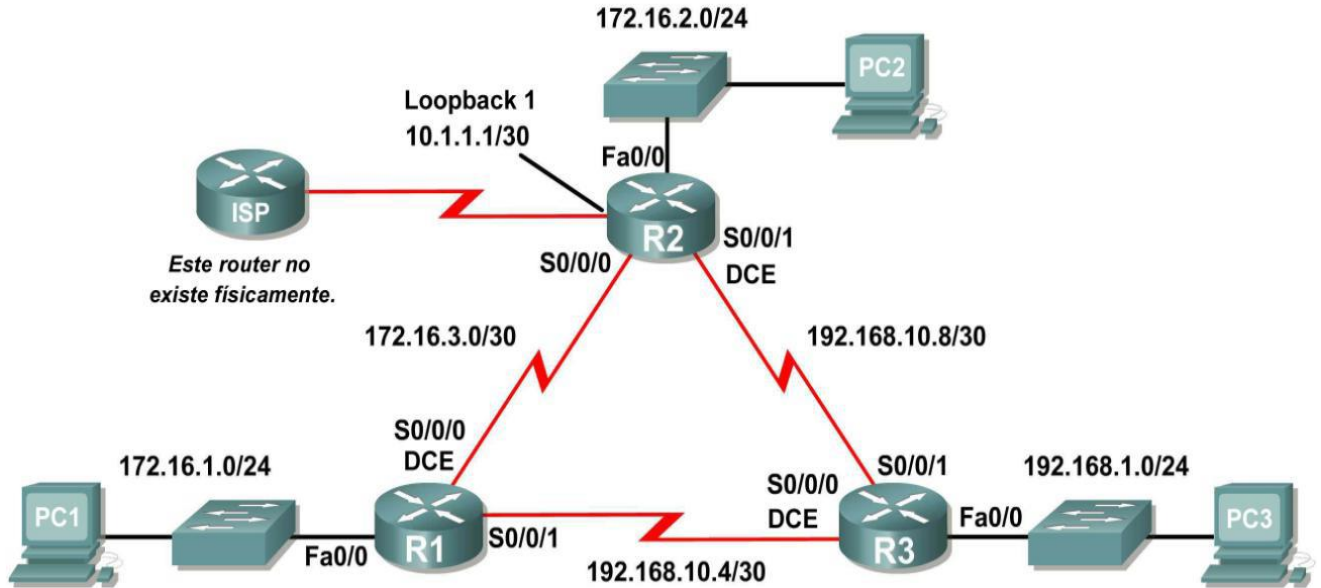 172.16.2.0/24
PC2
Loopback 1
10.1.1.1/30
Fa0/0
ISP
R2
S0/0/1
DCE
Este router no
existe físicamente.
S0/0/0
172.16.3.0/30
192.168.10.8/30
S0/0/0
DCE
172.16.1.0/24
S0/0/1
192.168.1.0/24
S0/0/0
DCE
PC1
Fa0/0
R1
S0/0/1
R3
Fa0/0
PC3
192.168.10.4/30